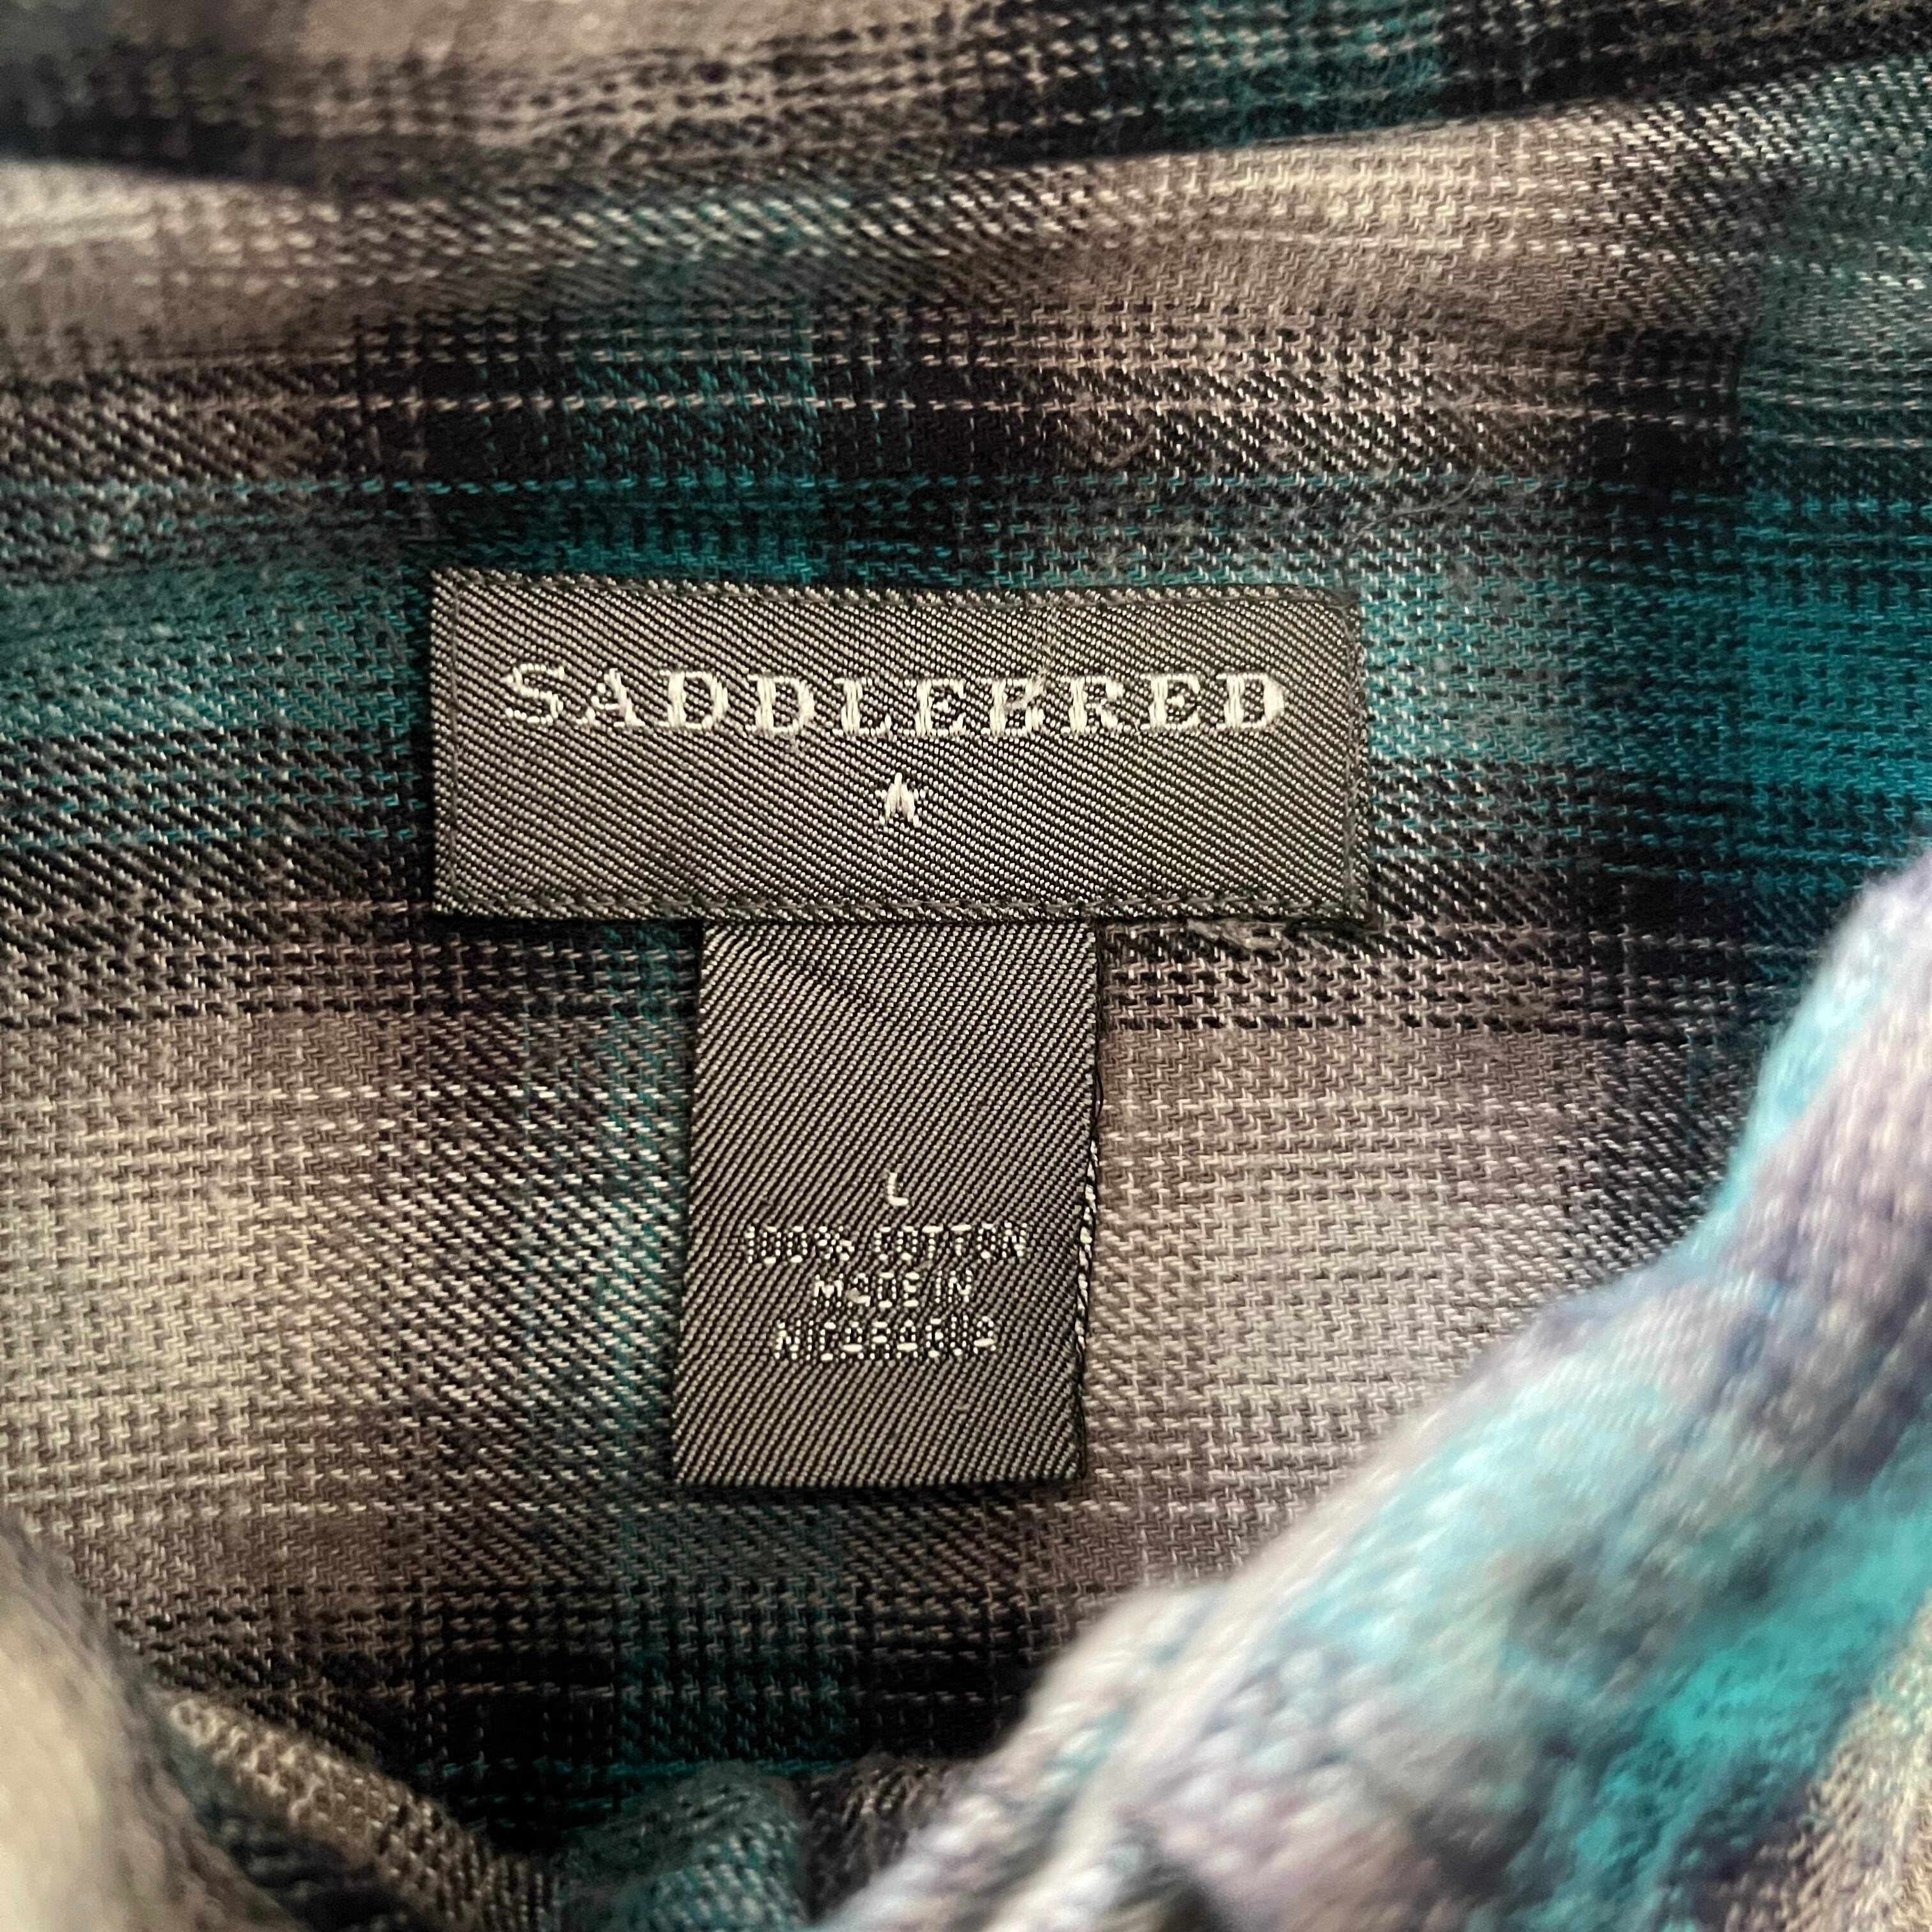 SADDLEBRED
L
100% COTTON
MADE IN
NICARAGUA